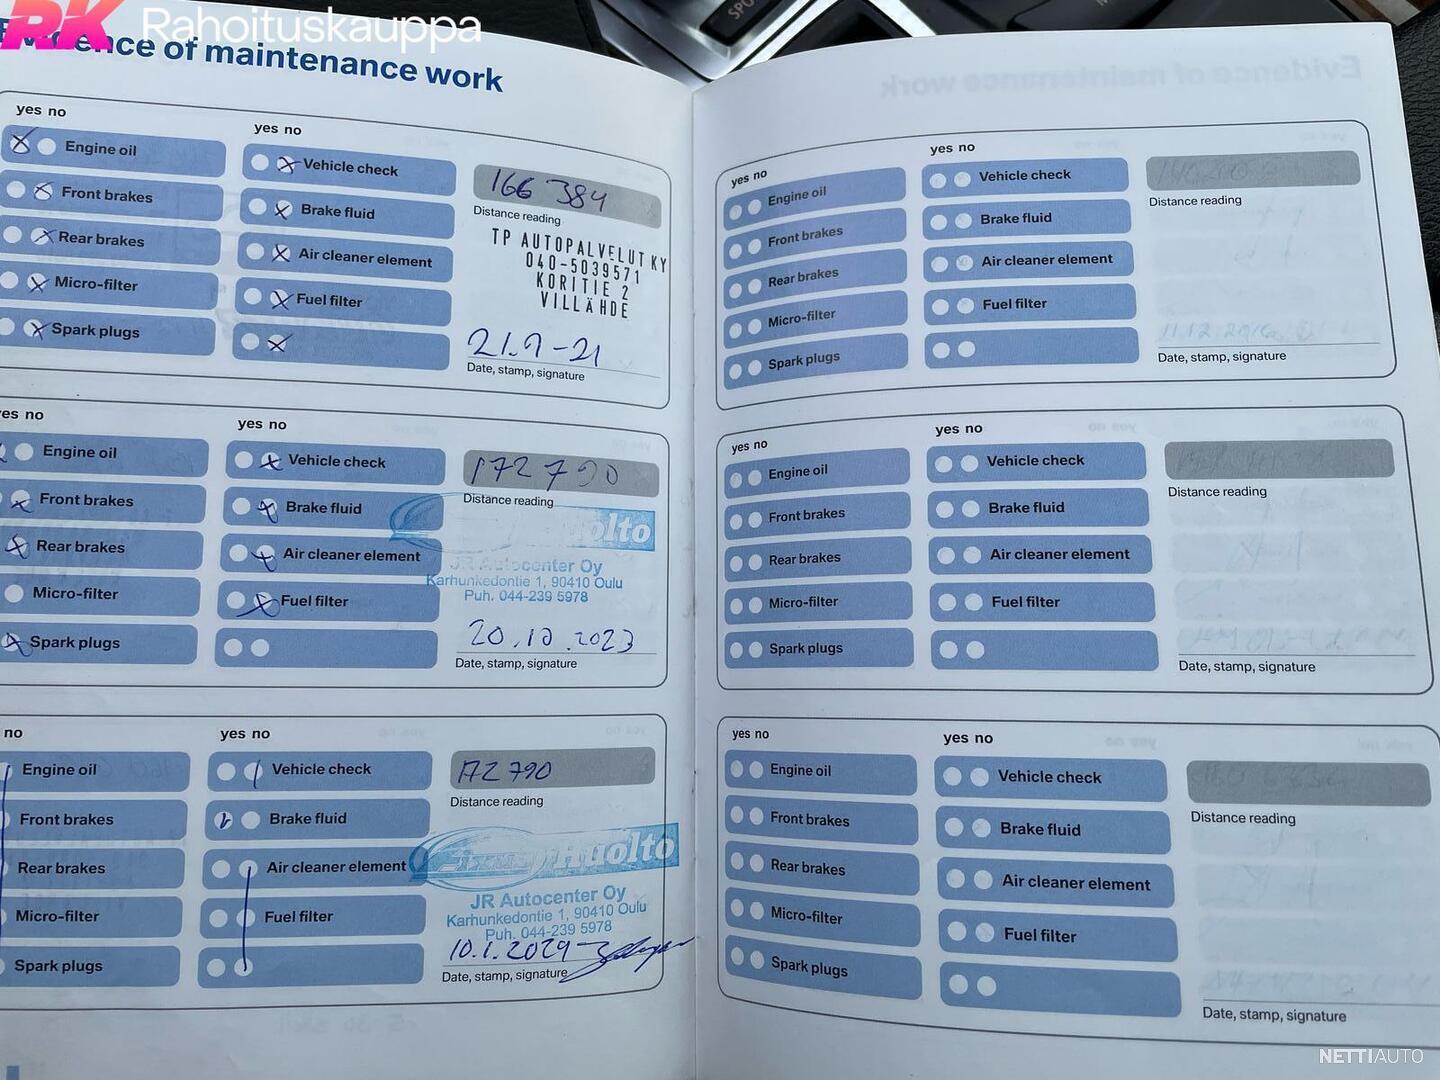 RK Rahoituskauppa
Evidence of maintenance work
yes no
Engine oil
Front brakes
Rear brakes
Micro-filter
Spark plugs
yes no
Vehicle check
Brake fluid
Air cleaner element
Fuel filter
166 384
Distance reading
TP AUTOPALVELUT KY
040-5039571
KORITIE 2
VILLÄHDE
21.9-21
Date, stamp, signature
yes no
Engine oil
Front brakes
Rear brakes
Micro-filter
Spark plugs
yes no
Vehicle check
Brake fluid
Air cleaner element
Fuel filter
172790
Distance reading
Huolto
JR Autocenter Oy
Karhunkedontie 1, 90410 Oulu
Puh. 044-239 5978
20.12.2023
Date, stamp, signature
no
Engine oil
Front brakes
Rear brakes
Micro-filter
Spark plugs
yes no
Vehicle check
Brake fluid
Air cleaner element
Fuel filter
172790
Distance reading
Huolto
JR Autocenter Oy
Karhunkedontie 1, 90410 Oulu
Puh. 044-239 5978
10.1.2024
Date, stamp, signature
yes no
Engine oil
Front brakes
Rear brakes
Micro-filter
Spark plugs
yes no
Vehicle check
Brake fluid
Air cleaner element
Fuel filter
Distance reading
Date, stamp, signature
yes no
Engine oil
Front brakes
Rear brakes
Micro-filter
Spark plugs
yes no
Vehicle check
Brake fluid
Air cleaner element
Fuel filter
Distance reading
Date, stamp, signature
yes no
Engine oil
Front brakes
Rear brakes
Micro-filter
Spark plugs
yes no
Vehicle check
Brake fluid
Air cleaner element
Fuel filter
Distance reading
Date, stamp, signature
NETTIAUTO